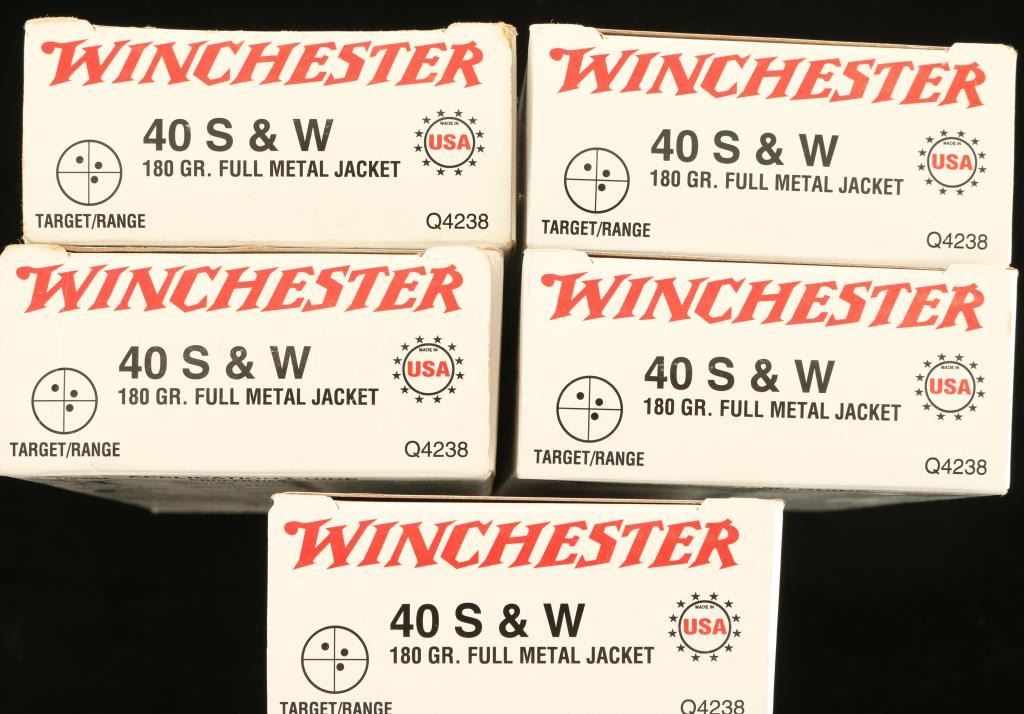 WINCHESTER
40 S & W
180 GR. FULL METAL JACKET
MADE IN
USA
TARGET/RANGE
Q4238
WINCHESTER
40 S & W
180 GR. FULL METAL JACKET
MADE IN
USA
TARGET/RANGE
Q4238
WINCHESTER
40 S & W
180 GR. FULL METAL JACKET
MADE IN
USA
TARGET/RANGE
Q4238
WINCHESTER
40 S & W
180 GR. FULL METAL JACKET
MADE IN
USA
TARGET/RANGE
Q4238
WINCHESTER
40 S & W
180 GR. FULL METAL JACKET
MADE IN
USA
TARGET/RANGE
Q4238